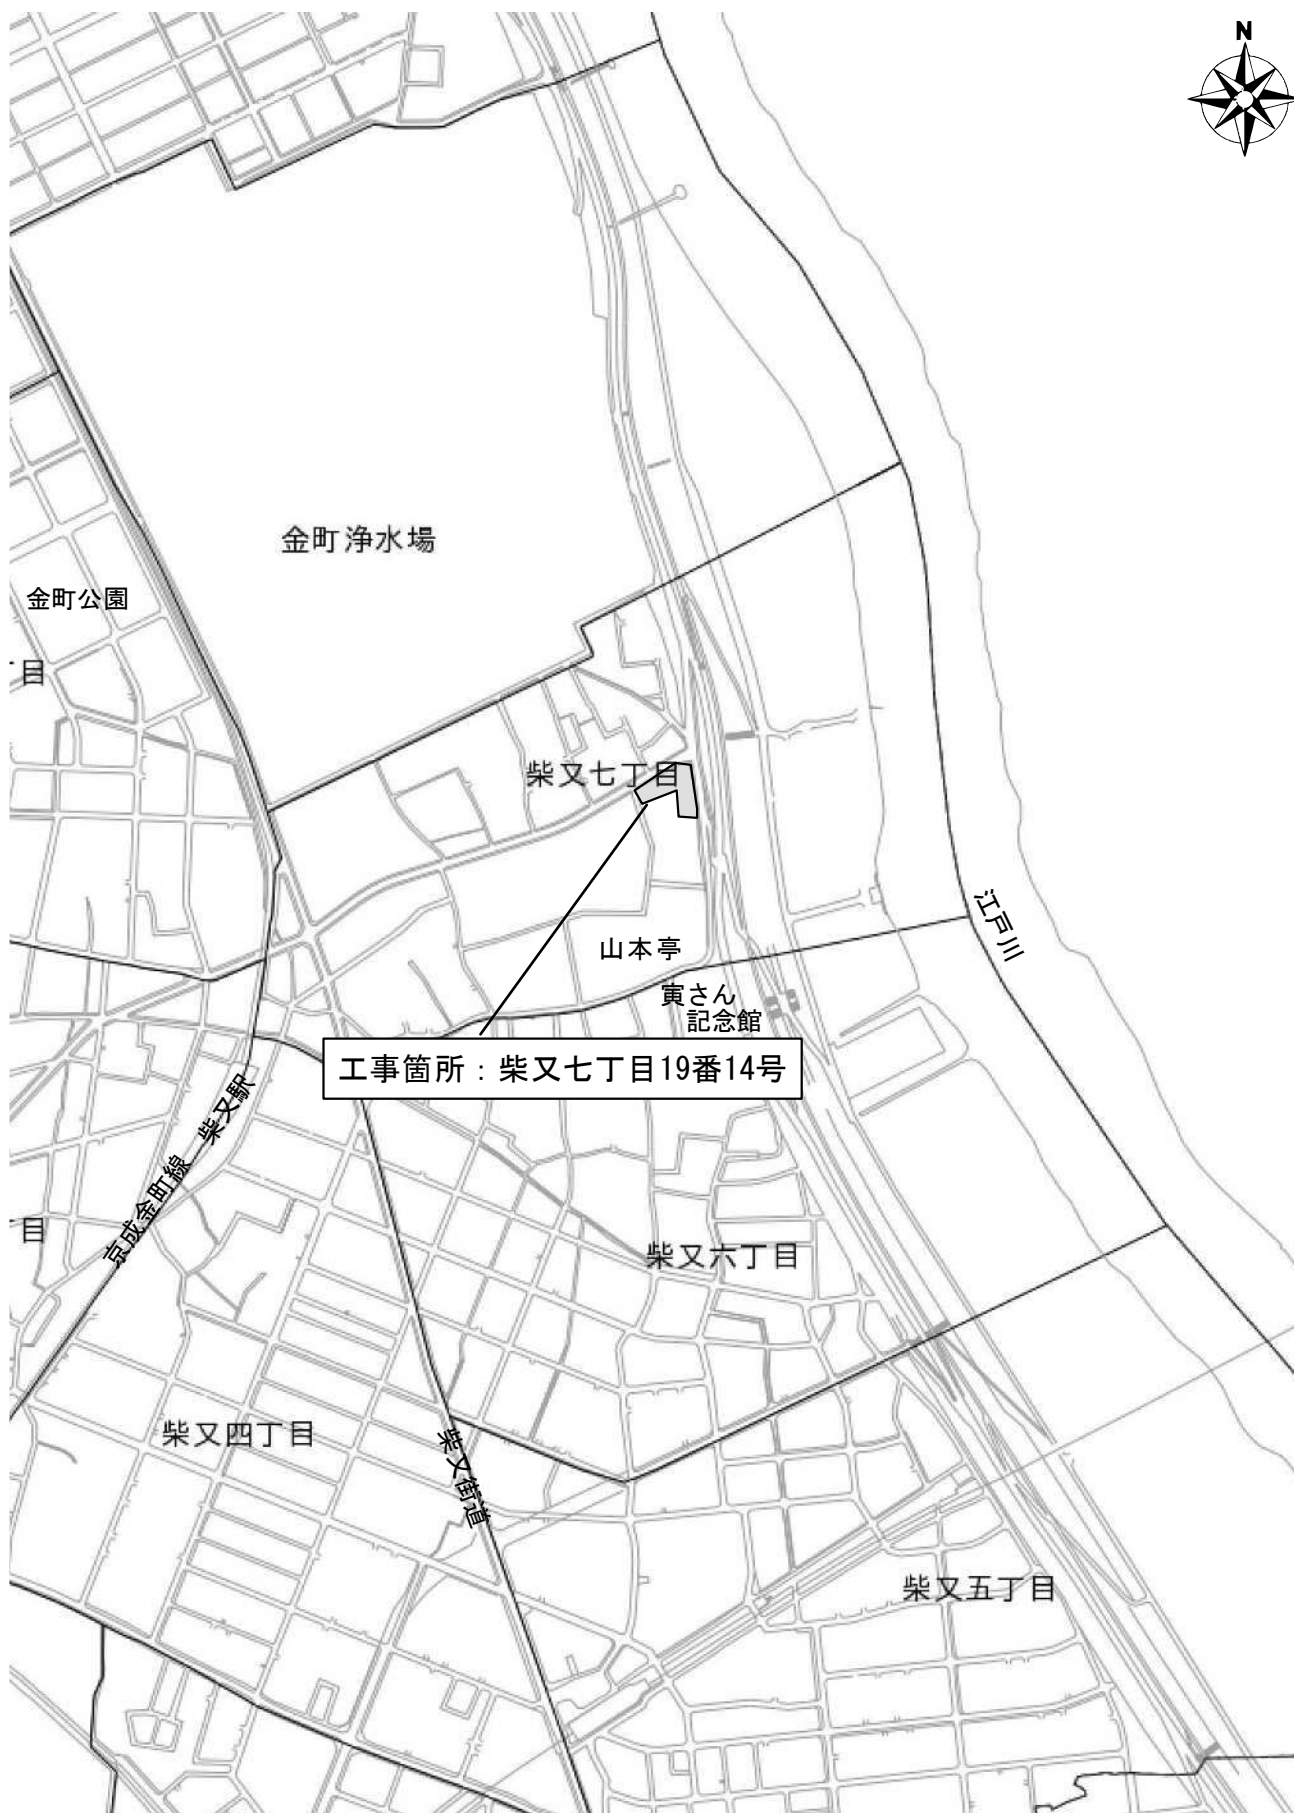 N
金町浄水場
金町公園
丁目
柴又七丁目
江戸川
山本亭
寅さん
記念館
工事箇所：柴又七丁目19番14号
京成金町線 柴又駅
目
柴又六丁目
柴又四丁目
柴又街道
柴又五丁目